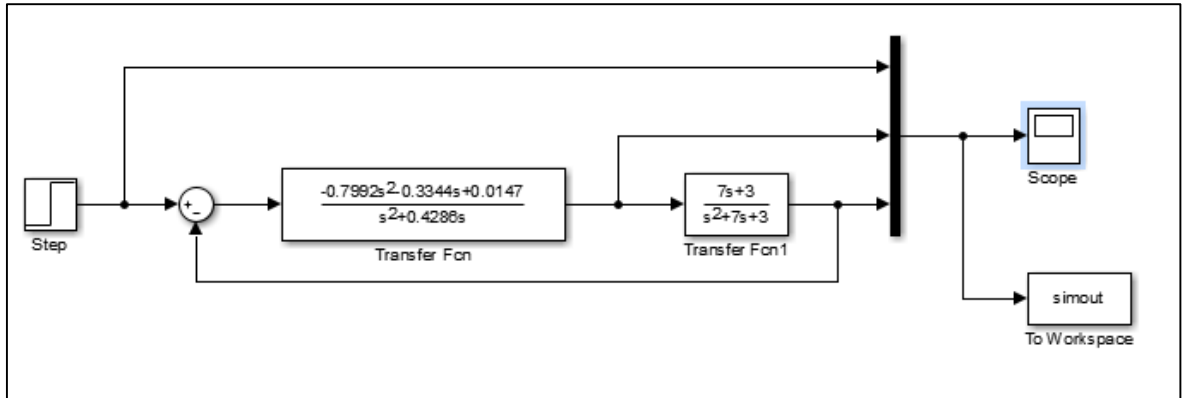 Step
+
-
-0.7992s2-0.3344s+0.0147
s2+0.4286s
Transfer Fcn
7s+3
s2+7s+3
Transfer Fcn1
Scope
simout
To Workspace